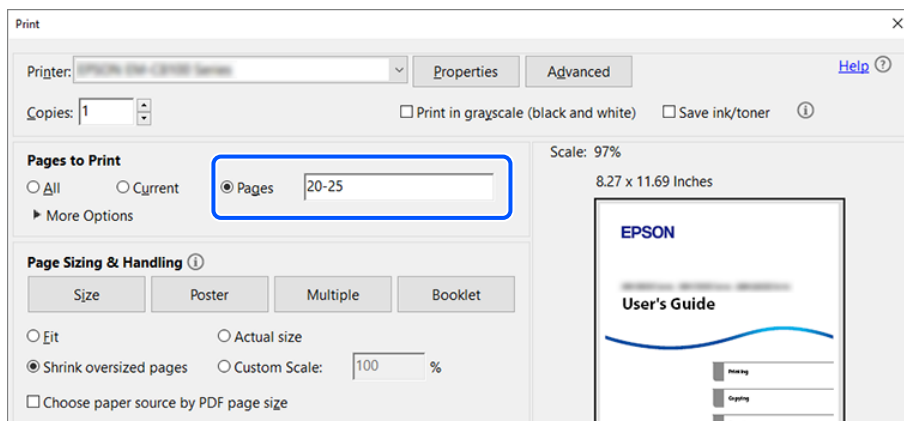 Print
Printer: Properties Advanced Help
Copies: 1 Print in grayscale (black and white) Save ink/toner
Pages to Print
All Current Pages 20-25
More Options
Scale: 97%
8.27 x 11.69 Inches
EPSON
User's Guide
Printing
Copying
Page Sizing & Handling
Size Poster Multiple Booklet
Fit Actual size
Shrink oversized pages Custom Scale: 100 %
Choose paper source by PDF page size